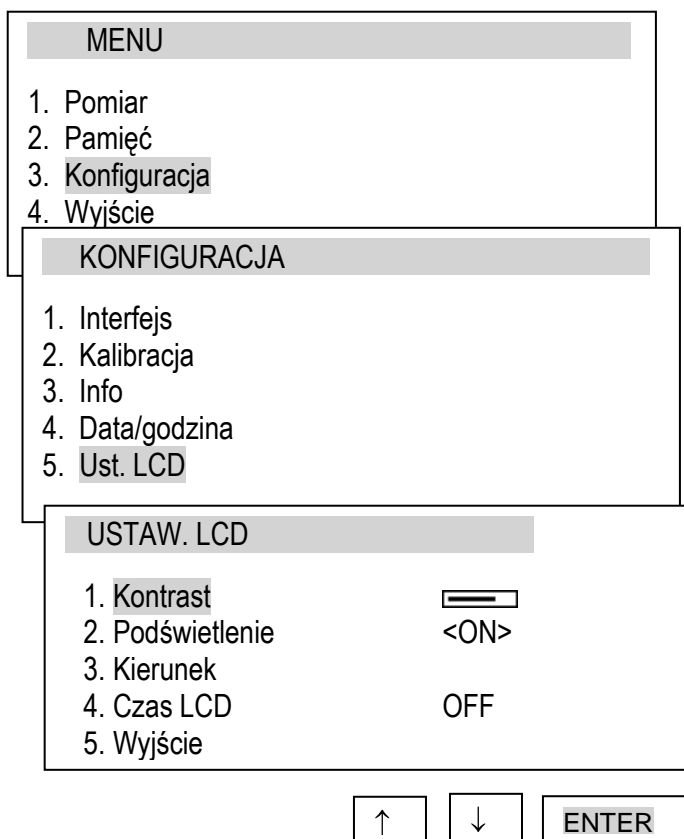 MENU
1. Pomiar
2. Pamięć
3. Konfiguracja
4. Wyjście
KONFIGURACJA
1. Interfejs
2. Kalibracja
3. Info
4. Data/godzina
5. Ust. LCD
USTAW. LCD
1. Kontrast
2. Podświetlenie <ON>
3. Kierunek
4. Czas LCD OFF
5. Wyjście
↑ ↓ ENTER